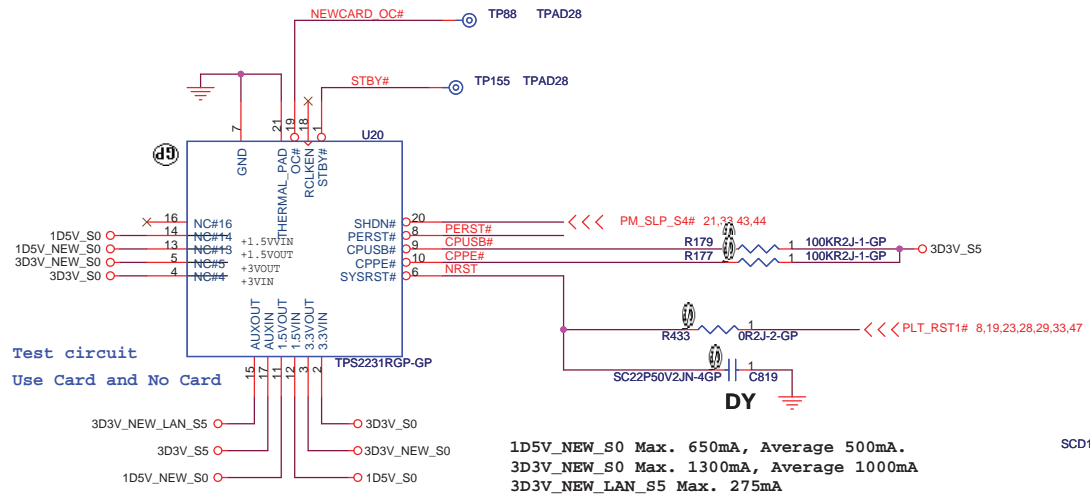 NEWCARD_OC#
TP88 TPAD28
STBY#
TP155 TPAD28
U20
7
21
19
18
1
GND
THERMAL_PAD
OC#
RCLKEN
STBY#
GP
16
NC#16
1D5V_S0
14
NC#14
+1.5VVIN
1D5V_NEW_S0
13
NC#13
+1.5VOUT
3D3V_NEW_S0
5
NC#5
+3VOUT
3D3V_S0
4
NC#4
+3VIN
SHDN#
20
PM_SLP_S4# 21,33,43,44
PERST#
8
PERST#
CPUSB#
9
CPUSB#
R179
1
100KR2J-1-GP
3D3V_S5
CPPE#
10
CPPE#
R177
2
1
100KR2J-1-GP
SYSRST#
6
NRST
R433
1
0R2J-2-GP
PLT_RST1# 8,19,23,28,29,33,47
SC22P50V2JN-4GP
1
C819
DY
AUXOUT
AUXIN
1.5VOUT
1.5VIN
3.3VOUT
3.3VIN
TPS2231RGP-GP
15
17
11
12
3
2
Test circuit
Use Card and No Card
3D3V_NEW_LAN_S5
3D3V_S0
3D3V_S5
3D3V_NEW_S0
1D5V_NEW_S0
1D5V_S0
1D5V_NEW_S0 Max. 650mA, Average 500mA.
3D3V_NEW_S0 Max. 1300mA, Average 1000mA
3D3V_NEW_LAN_S5 Max. 275mA
SCD1